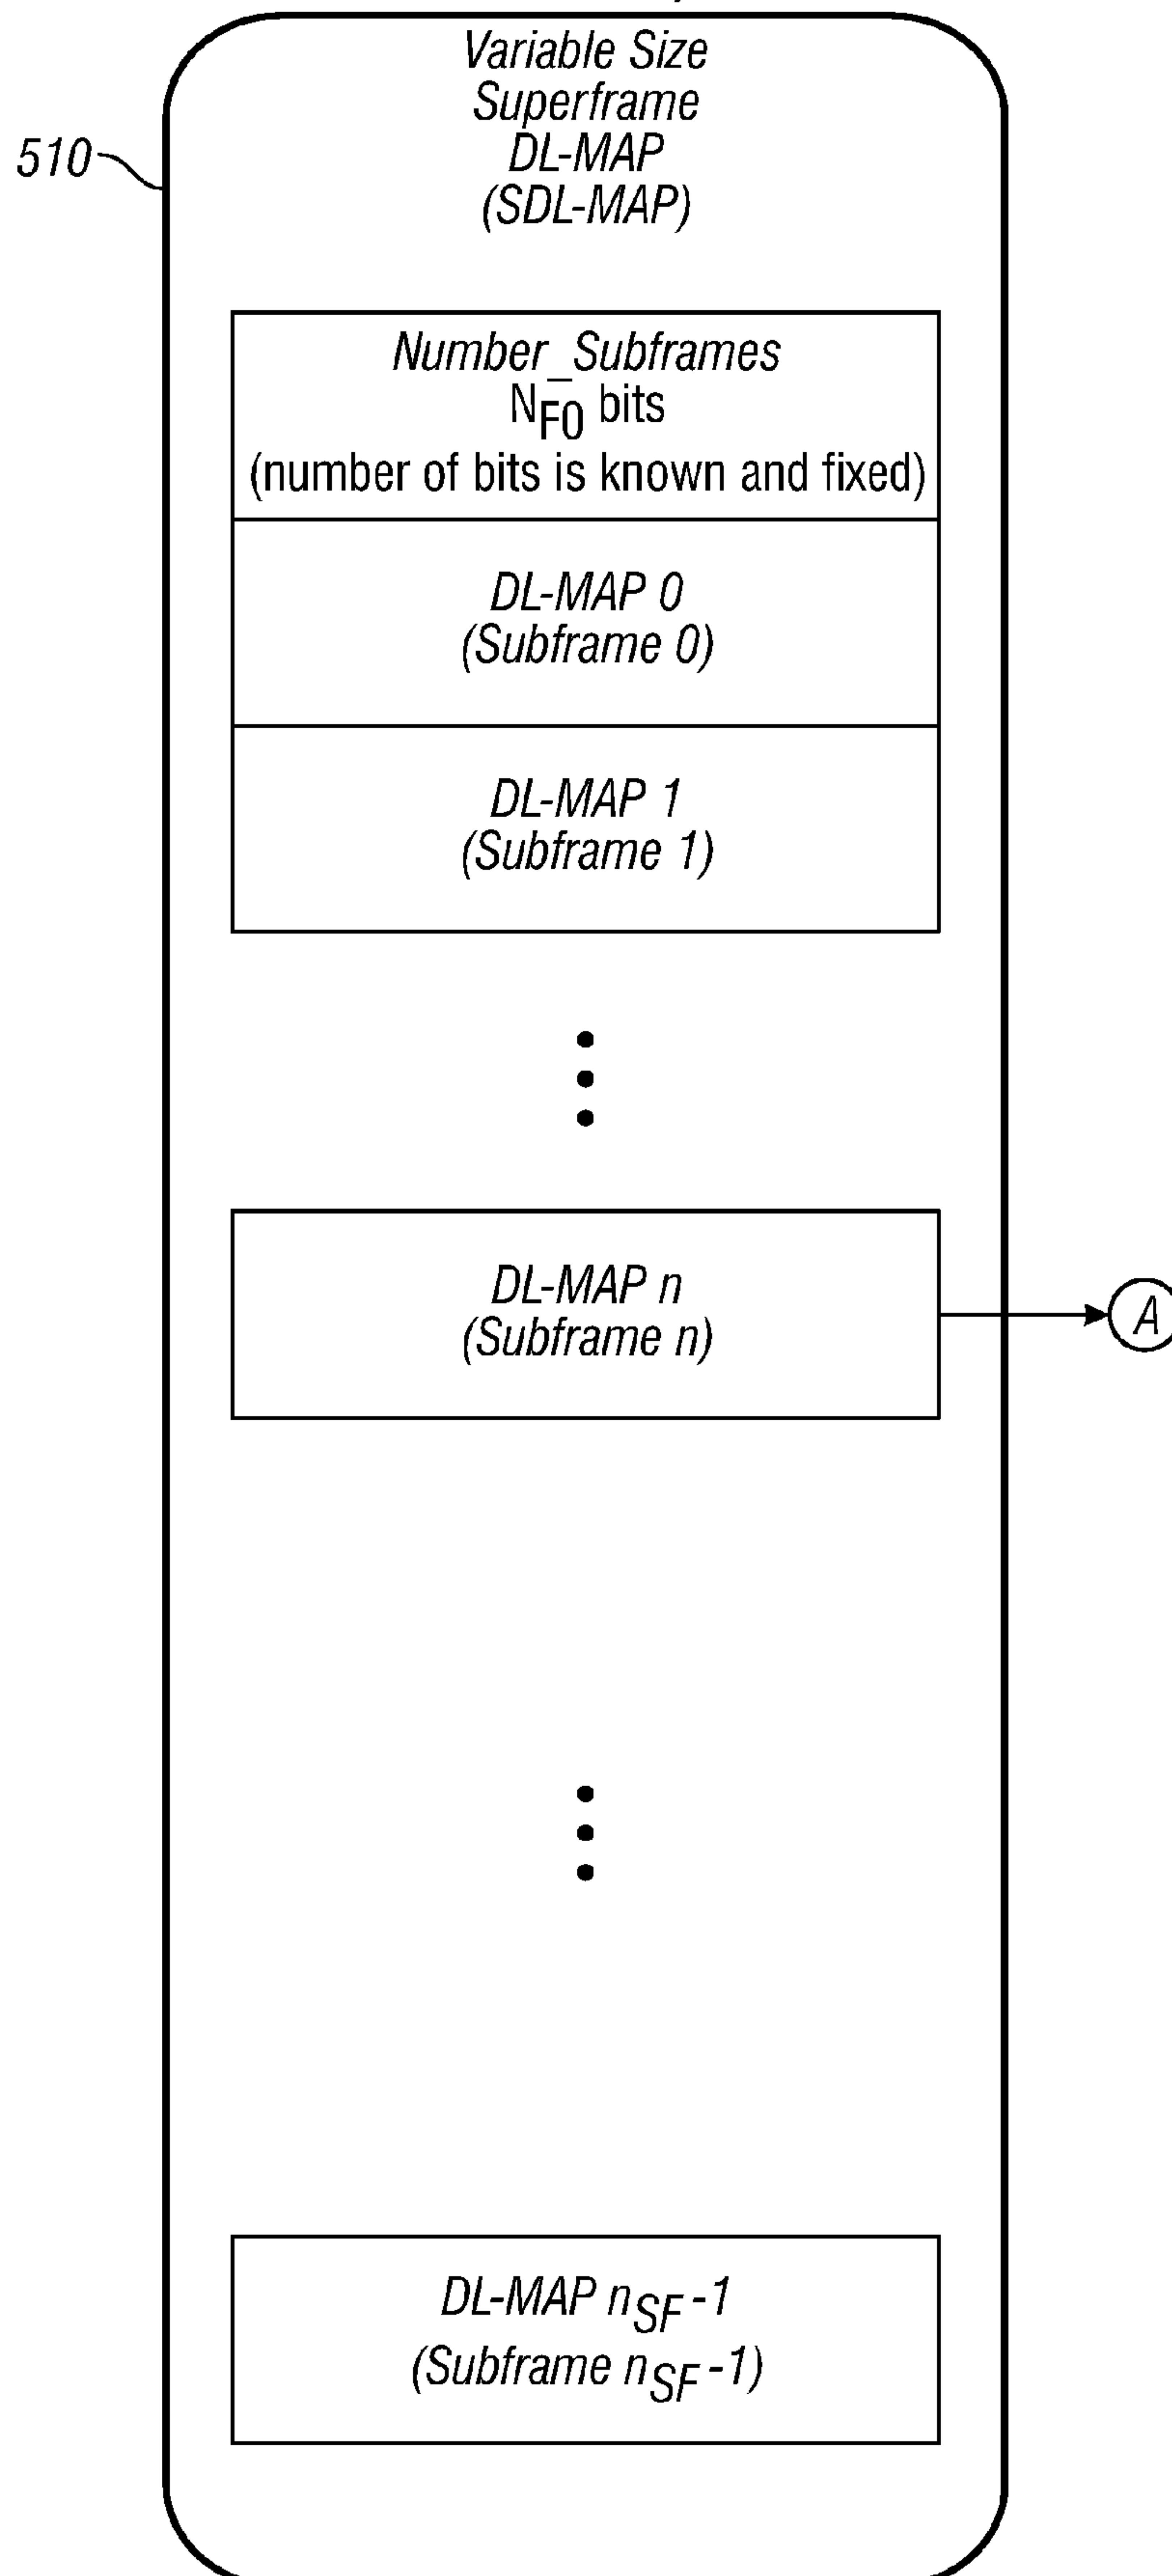 Variable Size
Superframe
DL-MAP
(SDL-MAP)
510
Number_Subframes
NF0 bits
(number of bits is known and fixed)
DL-MAP 0
(Subframe 0)
DL-MAP 1
(Subframe 1)
DL-MAP n
(Subframe n)
A
DL-MAP nSF-1
(Subframe nSF-1)